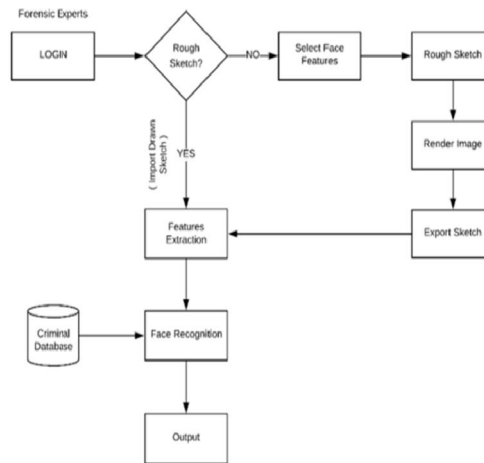 Forensic Experts
LOGIN
Rough
Sketch?
NO
Select Face
Features
Rough Sketch
( Import Drawn
Sketch )
YES
Render Image
Features
Extraction
Export Sketch
Criminal
Database
Face Recognition
Output